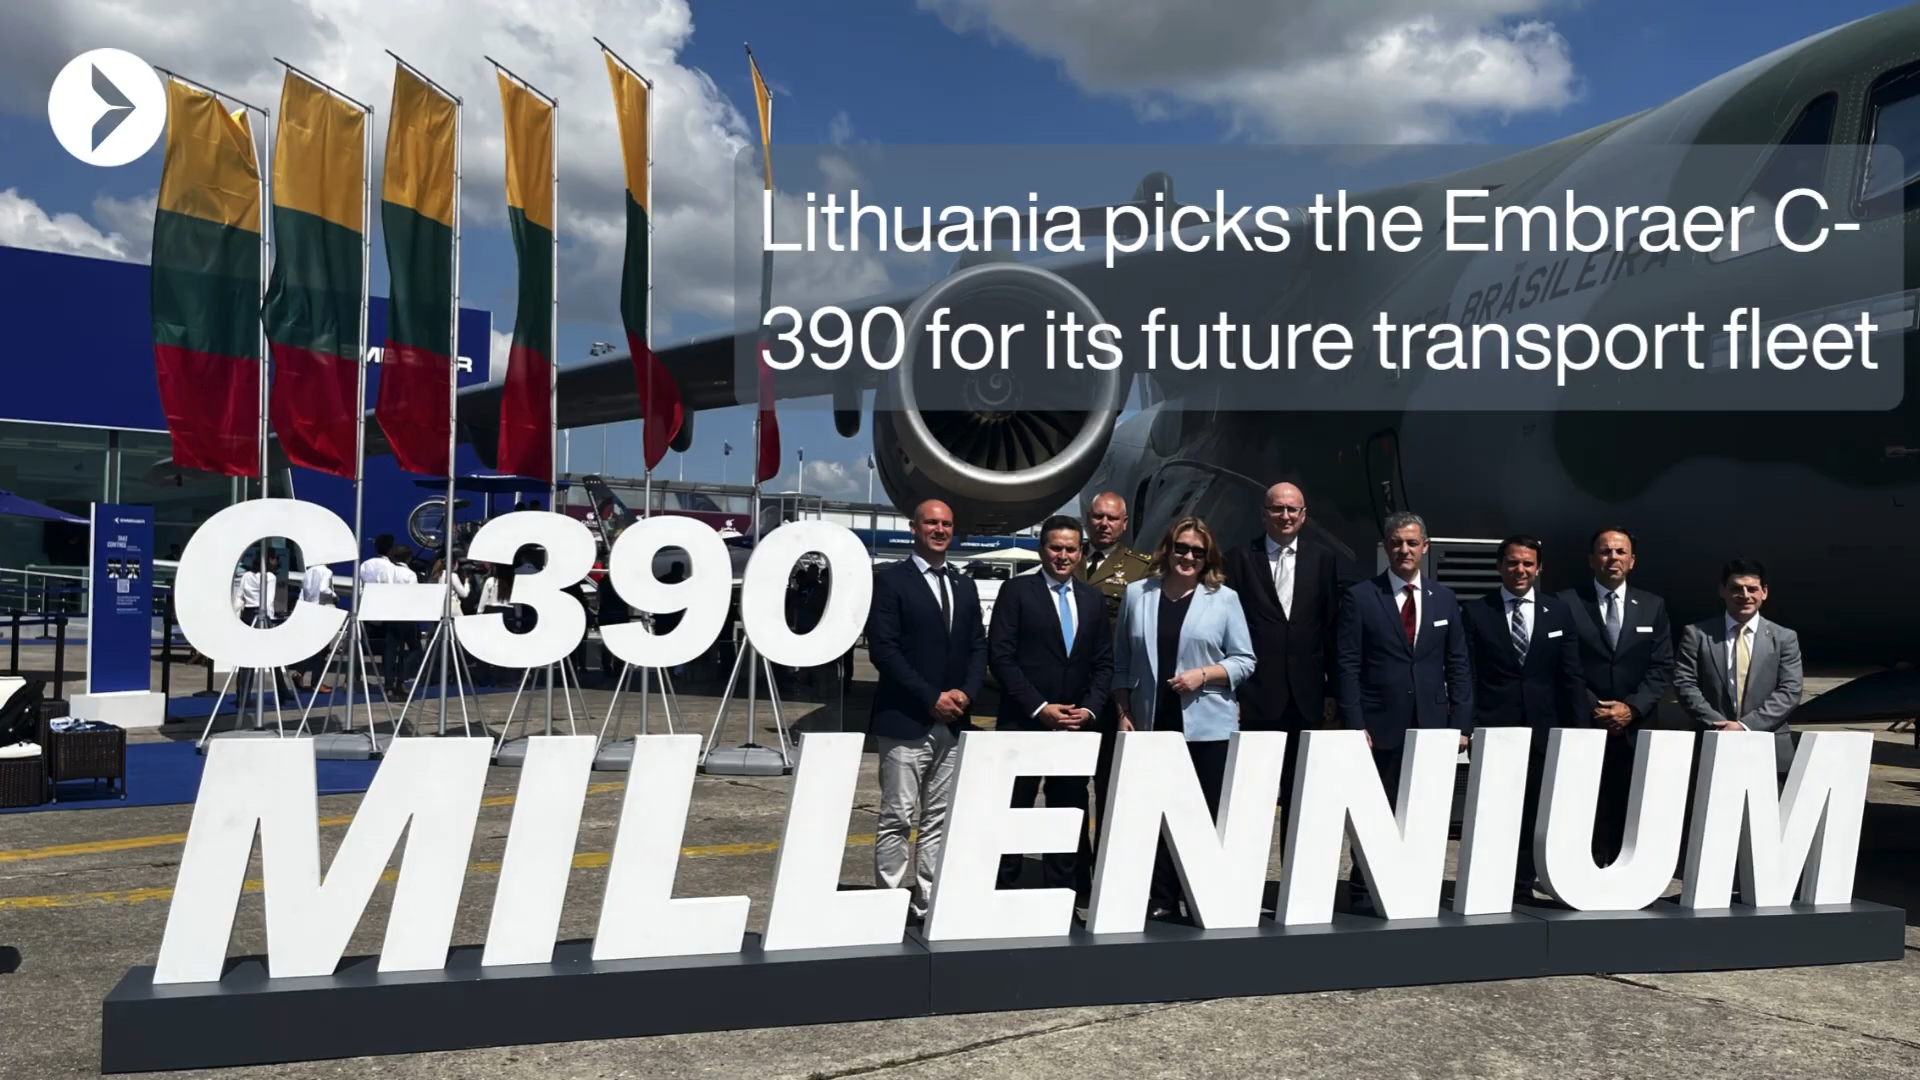 Lithuania picks the Embraer C-
390 for its future transport fleet
BRASILEIRA
C-390
MILLENNIUM